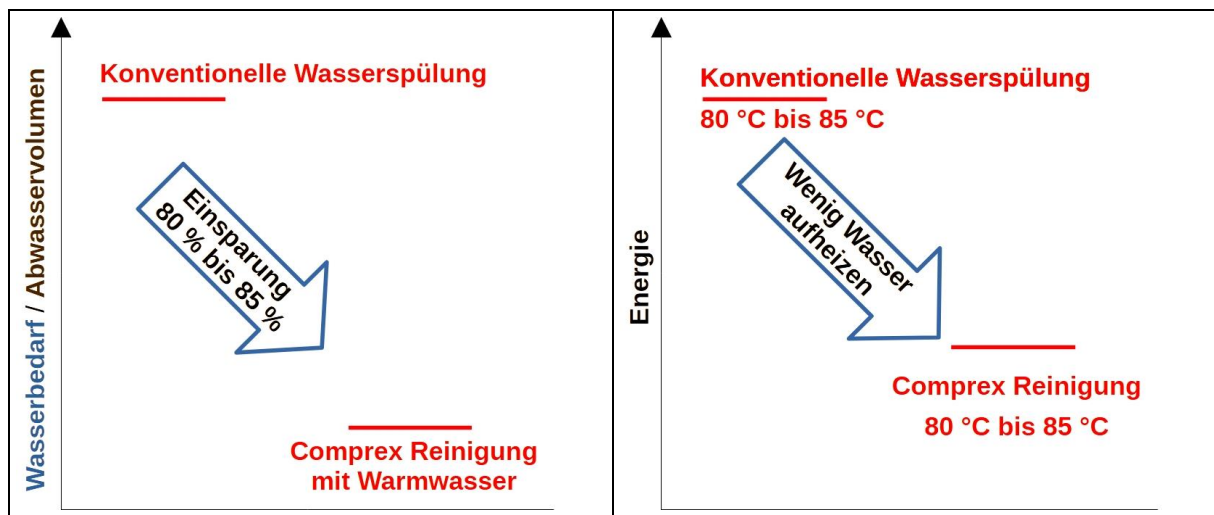 Wasserbedarf / Abwasservolumen
Konventionelle Wasserspülung
Einsparung
80 % bis 85 %
Comprex Reinigung
mit Warmwasser
Energie
Konventionelle Wasserspülung
80 °C bis 85 °C
Wenig Wasser
aufheizen
Comprex Reinigung
80 °C bis 85 °C